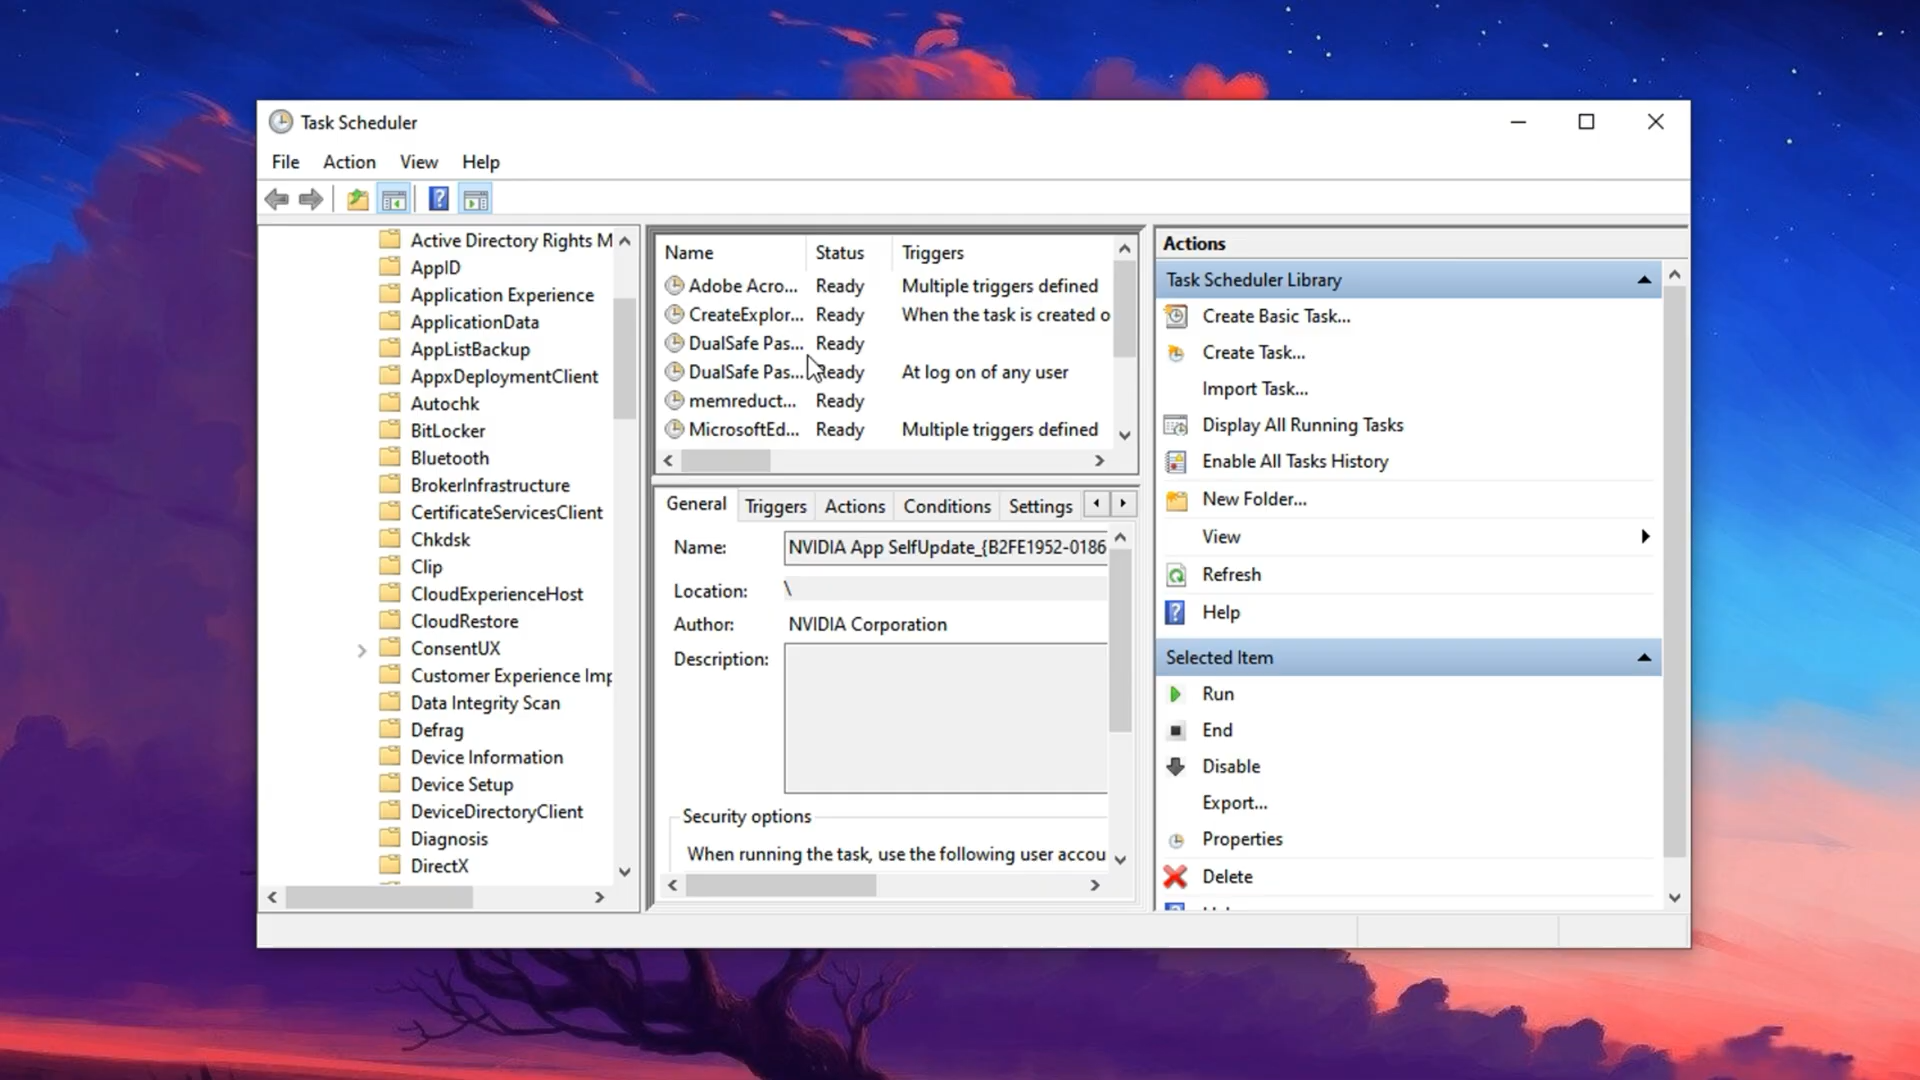 Task Scheduler
File Action View Help
Active Directory Rights M
AppID
Application Experience
ApplicationData
AppListBackup
AppxDeploymentClient
Autochk
BitLocker
Bluetooth
BrokerInfrastructure
CertificateServicesClient
Chkdsk
Clip
CloudExperienceHost
CloudRestore
ConsentUX
Customer Experience Imp
Data Integrity Scan
Defrag
Device Information
Device Setup
DeviceDirectoryClient
Diagnosis
DirectX
Name Status Triggers
Adobe Acro... Ready Multiple triggers defined
CreateExplor... Ready When the task is created o
DualSafe Pas... Ready
DualSafe Pas... Ready At log on of any user
memreduct... Ready
MicrosoftEd... Ready Multiple triggers defined
General Triggers Actions Conditions Settings
Name: NVIDIA App SelfUpdate_{B2FE1952-0186
Location: \
Author: NVIDIA Corporation
Description:
Security options
When running the task, use the following user accou
Actions
Task Scheduler Library
Create Basic Task...
Create Task...
Import Task...
Display All Running Tasks
Enable All Tasks History
New Folder...
View
Refresh
Help
Selected Item
Run
End
Disable
Export...
Properties
Delete